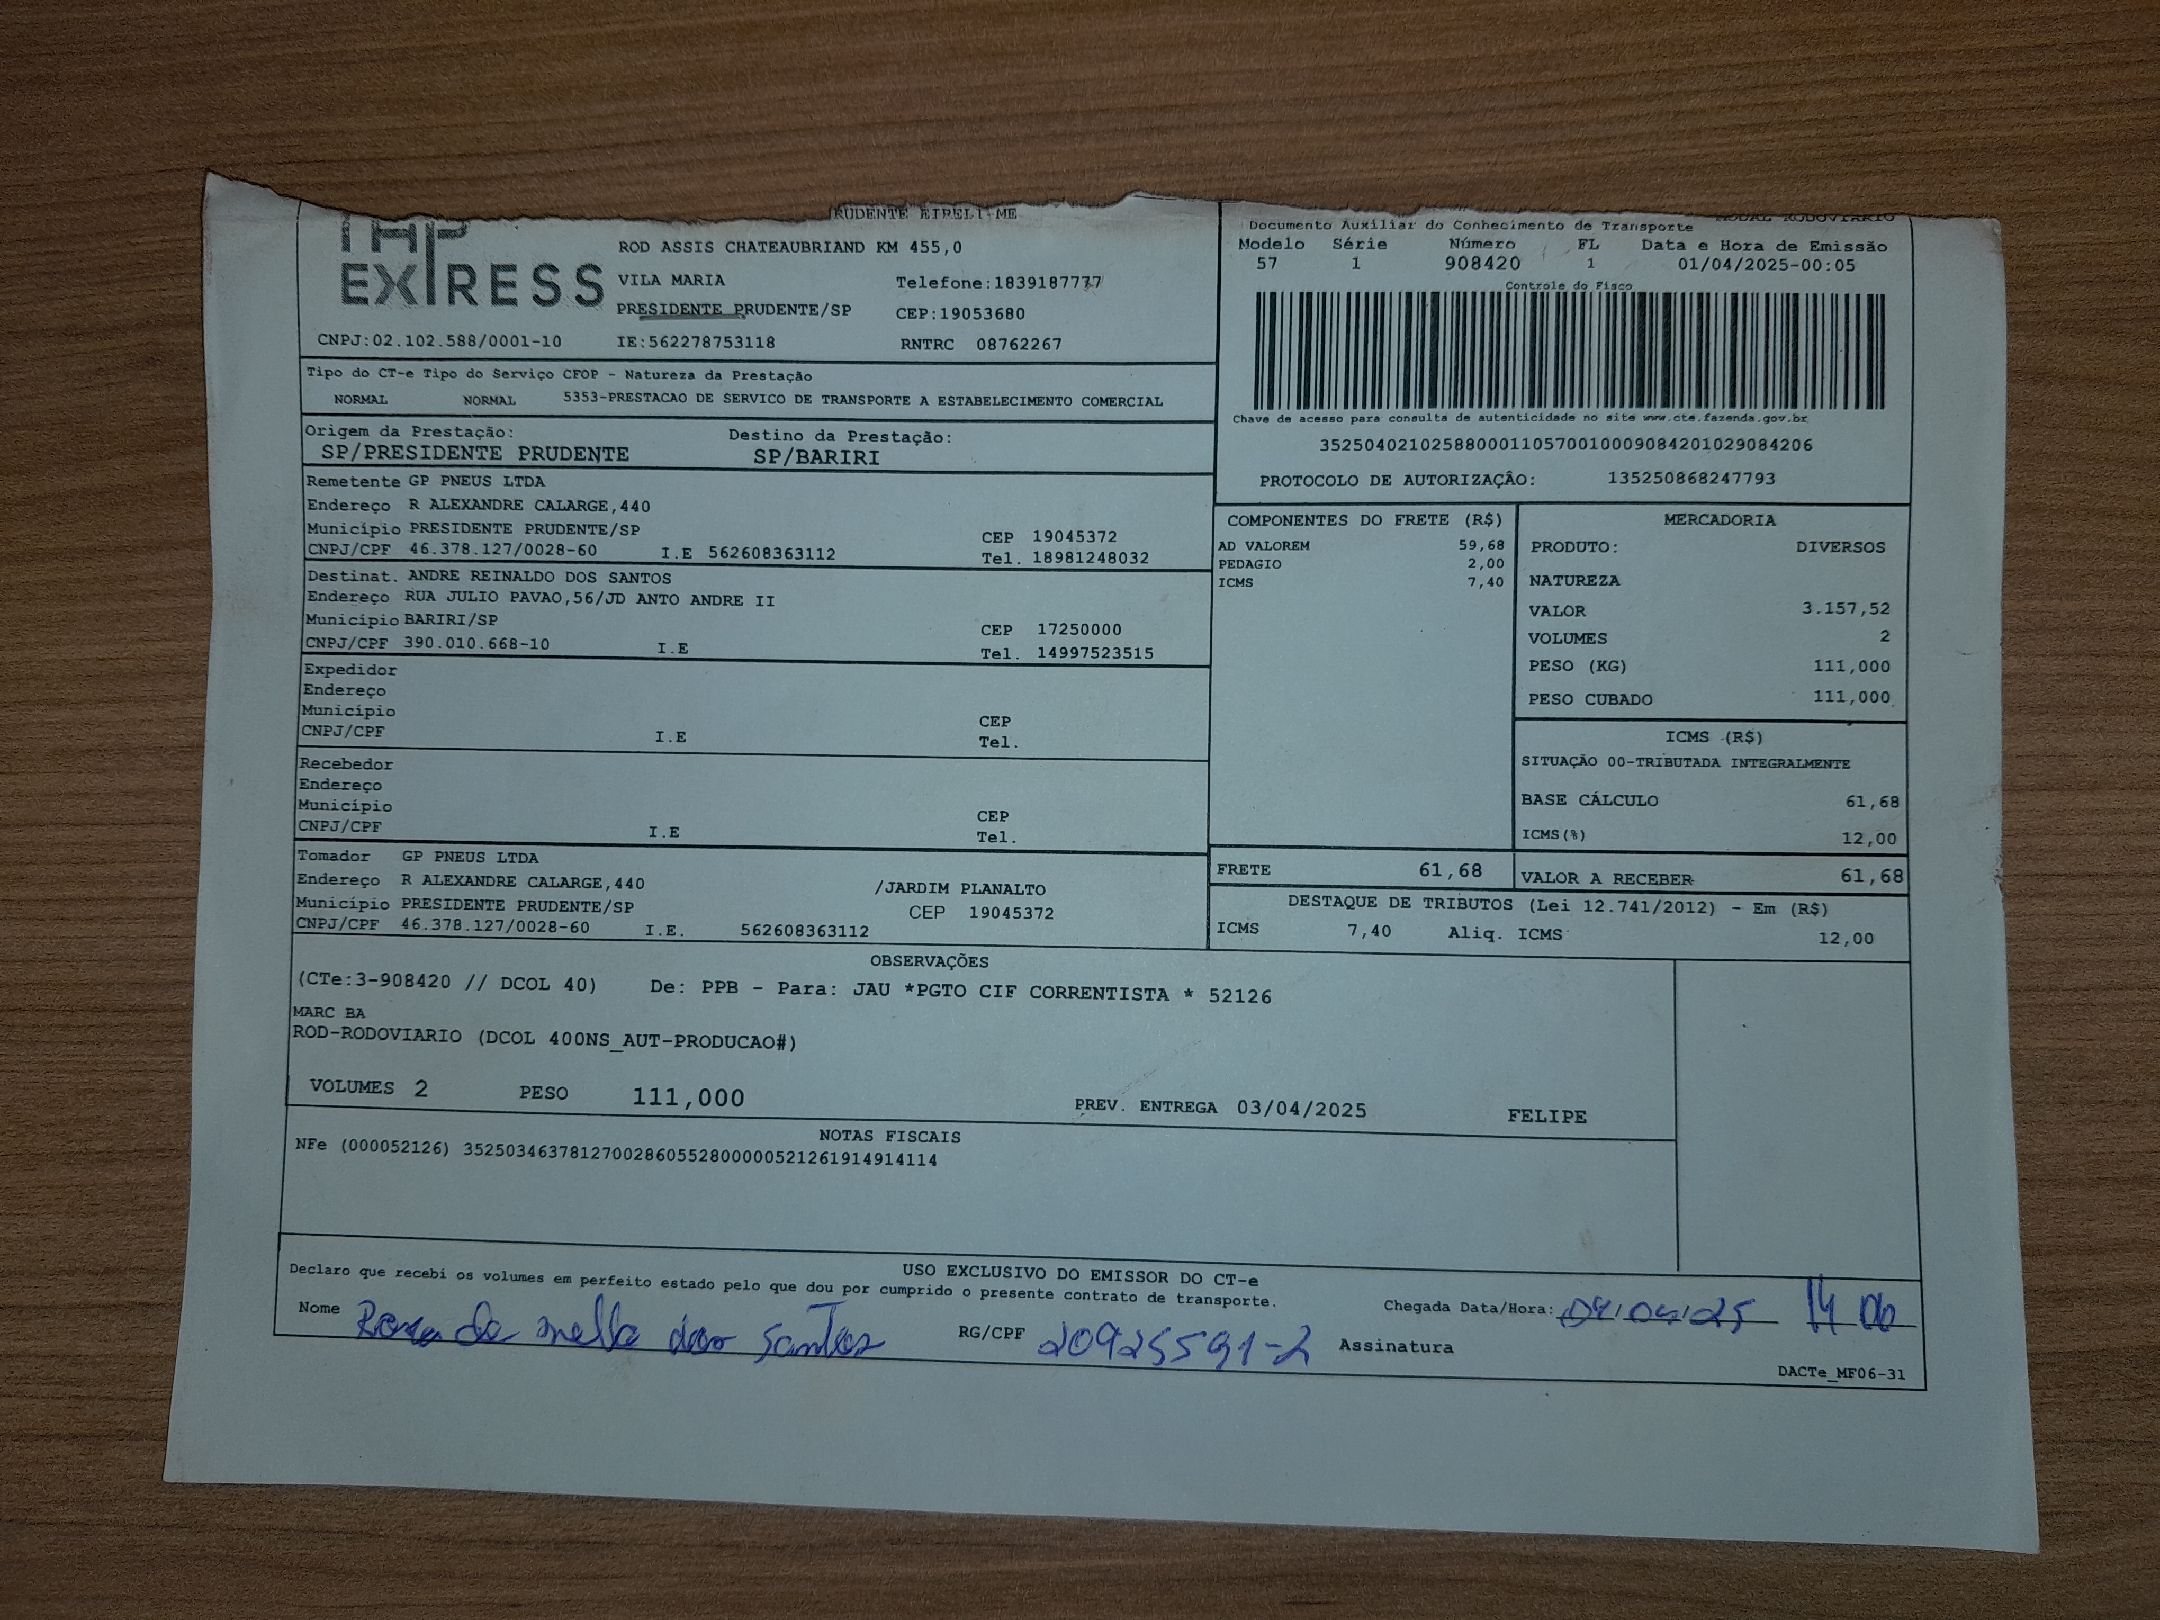 RUDENTE EIRELI-ME
THP
EXPRESS
ROD ASSIS CHATEAUBRIAND KM 455,0
VILA MARIA Telefone:1839187777
PRESIDENTE PRUDENTE/SP CEP:19053680
CNPJ:02.102.588/0001-10 IE:562278753118 RNTRC 08762267
MODAL RODOVIARIO
Documento Auxiliar do Conhecimento de Transporte
Modelo Série Número FL Data e Hora de Emissão
57 1 908420 1 01/04/2025-00:05
Controle do Fisco
Chave de acesso para consulta de autenticidade no site www.cte.fazenda.gov.br
35250402102588000110570010009084201029084206
PROTOCOLO DE AUTORIZAÇÂO: 135250868247793
Tipo do CT-e Tipo do Serviço CFOP - Natureza da Prestação
NORMAL NORMAL 5353-PRESTACAO DE SERVICO DE TRANSPORTE A ESTABELECIMENTO COMERCIAL
Origem da Prestação: Destino da Prestação:
SP/PRESIDENTE PRUDENTE SP/BARIRI
Remetente GP PNEUS LTDA
Endereço R ALEXANDRE CALARGE,440
Município PRESIDENTE PRUDENTE/SP CEP 19045372
CNPJ/CPF 46.378.127/0028-60 I.E 562608363112 Tel. 18981248032
Destinat. ANDRE REINALDO DOS SANTOS
Endereço RUA JULIO PAVAO,56/JD ANTO ANDRE II
Município BARIRI/SP CEP 17250000
CNPJ/CPF 390.010.668-10 I.E Tel. 14997523515
Expedidor
Endereço
Município CEP
CNPJ/CPF I.E Tel.
Recebedor
Endereço
Município CEP
CNPJ/CPF I.E Tel.
Tomador GP PNEUS LTDA
Endereço R ALEXANDRE CALARGE,440 /JARDIM PLANALTO
Município PRESIDENTE PRUDENTE/SP CEP 19045372
CNPJ/CPF 46.378.127/0028-60 I.E. 562608363112
COMPONENTES DO FRETE (R$)
AD VALOREM 59,68
PEDAGIO 2,00
ICMS 7,40
FRETE 61,68
MERCADORIA
PRODUTO: DIVERSOS
NATUREZA
VALOR 3.157,52
VOLUMES 2
PESO (KG) 111,000
PESO CUBADO 111,000
ICMS (R$)
SITUAÇÃO 00-TRIBUTADA INTEGRALMENTE
BASE CÁLCULO 61,68
ICMS(%) 12,00
VALOR A RECEBER 61,68
DESTAQUE DE TRIBUTOS (Lei 12.741/2012) - Em (R$)
ICMS 7,40 Aliq. ICMS 12,00
OBSERVAÇÕES
(CTe:3-908420 // DCOL 40) De: PPB - Para: JAU *PGTO CIF CORRENTISTA * 52126
MARC BA
ROD-RODOVIARIO (DCOL 400NS_AUT-PRODUCAO#)
VOLUMES 2 PESO 111,000 PREV. ENTREGA 03/04/2025 FELIPE
NOTAS FISCAIS
NFe (000052126) 35250346378127002860552800000521261914914114
USO EXCLUSIVO DO EMISSOR DO CT-e
Declaro que recebi os volumes em perfeito estado pelo que dou por cumprido o presente contrato de transporte.
Nome de mello dos Santos RG/CPF 20925591-2 Assinatura
Chegada Data/Hora: 04/04/25 14 06
DACTe_MF06-31